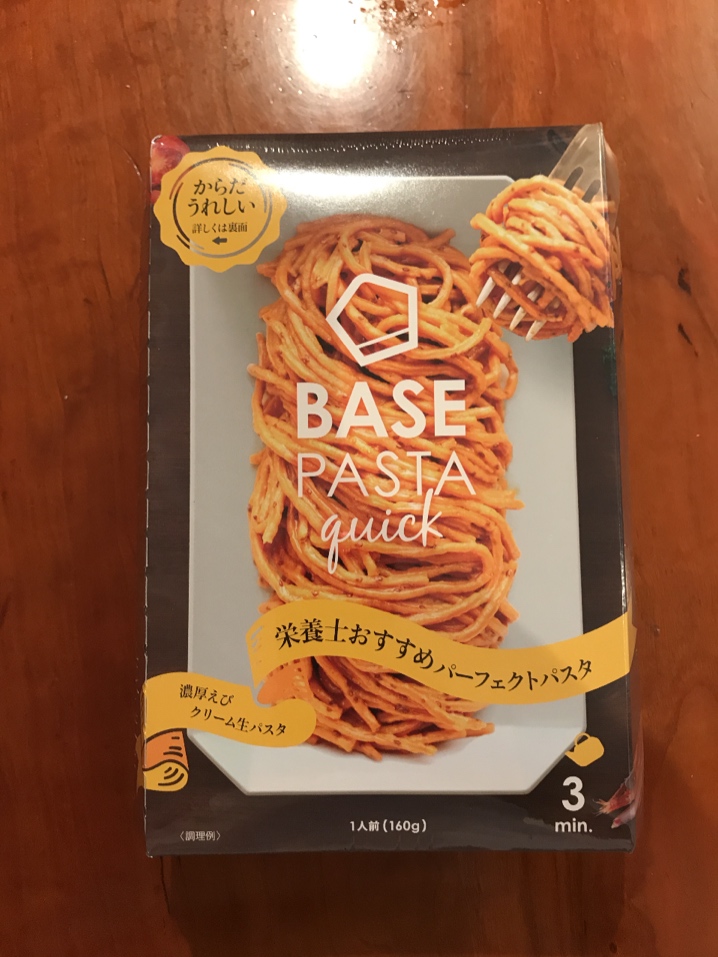 からだ
うれしい
詳しくは裏面
BASE
PASTA
quick
栄養士おすすめパーフェクトパスタ
濃厚えび
クリーム生パスタ
3
min.
1人前(160g)
〈調理例〉